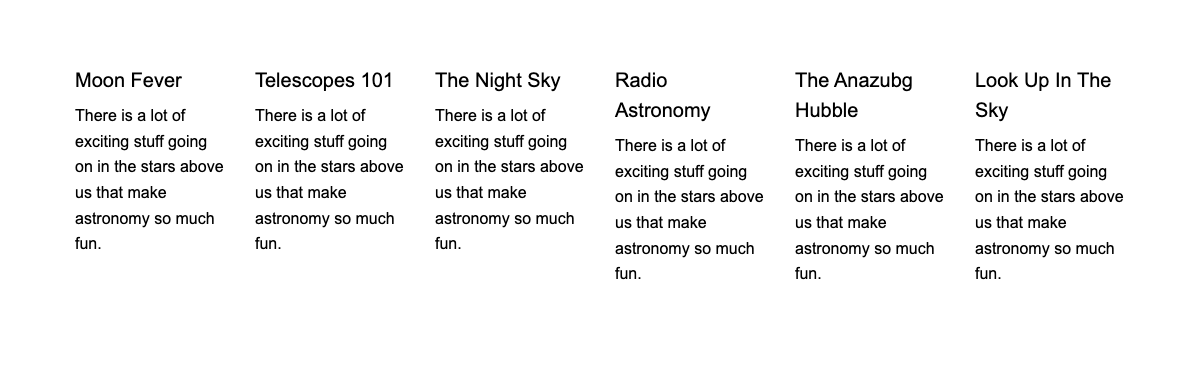 Moon Fever
There is a lot of
exciting stuff going
on in the stars above
us that make
astronomy so much
fun.
Telescopes 101
There is a lot of
exciting stuff going
on in the stars above
us that make
astronomy so much
fun.
The Night Sky
There is a lot of
exciting stuff going
on in the stars above
us that make
astronomy so much
fun.
Radio
Astronomy
There is a lot of
exciting stuff going
on in the stars above
us that make
astronomy so much
fun.
The Anazubg
Hubble
There is a lot of
exciting stuff going
on in the stars above
us that make
astronomy so much
fun.
Look Up In The
Sky
There is a lot of
exciting stuff going
on in the stars above
us that make
astronomy so much
fun.